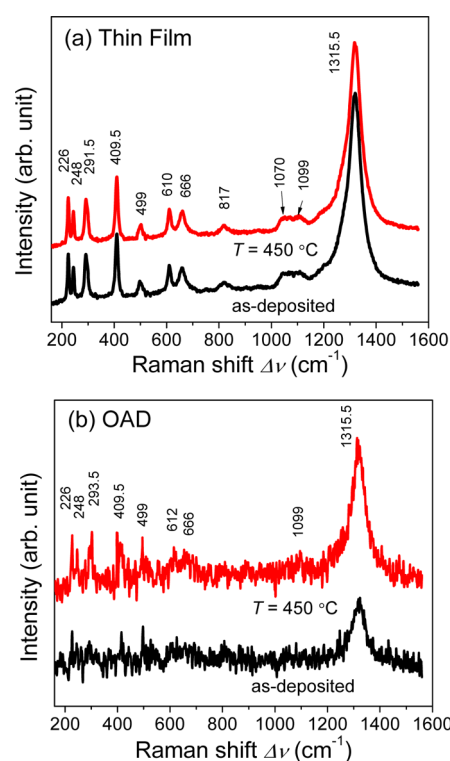 (a) Thin Film
1315.5
226
248
291.5
409.5
499
610
666
817
1070
1099
T = 450 °C
as-deposited
Intensity (arb. unit)
200 400 600 800 1000 1200 1400 1600
Raman shift Δν (cm-1)
(b) OAD
1315.5
226
248
293.5
409.5
499
612
666
1099
T = 450 °C
as-deposited
Intensity (arb. unit)
200 400 600 800 1000 1200 1400 1600
Raman shift Δν (cm-1)